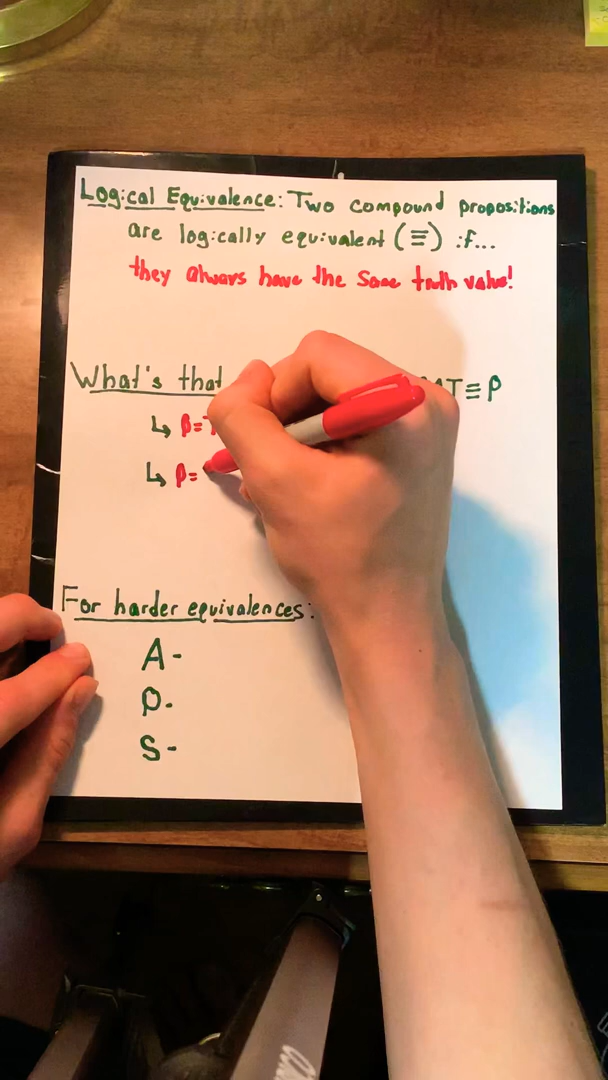 Logical Equivalence: Two compound propositions
are logically equivalent (≡) if...
they always have the same truth value!
What's that ≡ p
↳ p=T
↳ p=
For harder equivalences:
A-
P-
S-